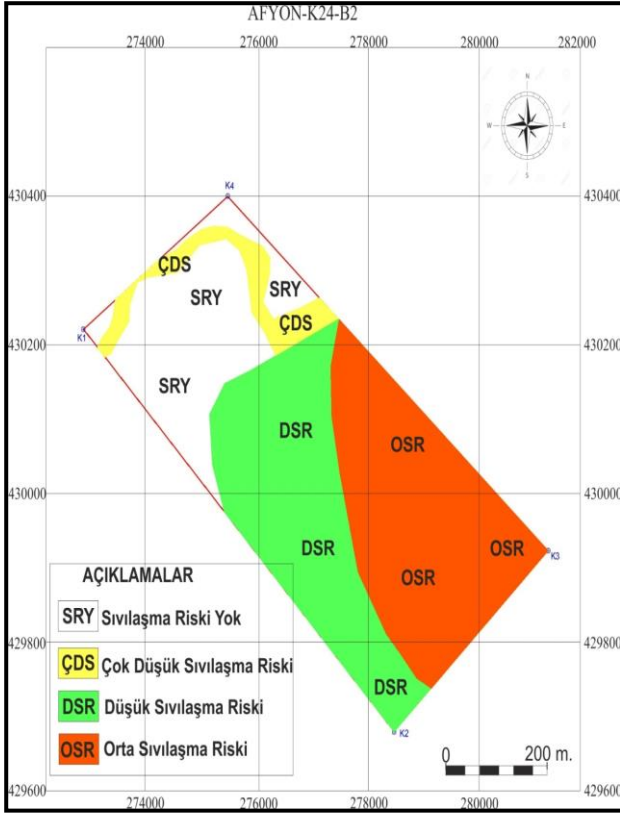 AFYON-K24-B2
274000 276000 278000 280000 282000
N
W E
S
430400 430400
K4
ÇDS
SRY
SRY
ÇDS
K1
430200 430200
SRY
DSR
OSR
430000 430000
DSR
OSR
K3
OSR
AÇIKLAMALAR
SRY Sıvılaşma Riski Yok
ÇDS Çok Düşük Sıvılaşma Riski
DSR Düşük Sıvılaşma Riski
OSR Orta Sıvılaşma Riski
429800 429800
DSR
K2
0 200 m.
429600 429600
274000 276000 278000 280000